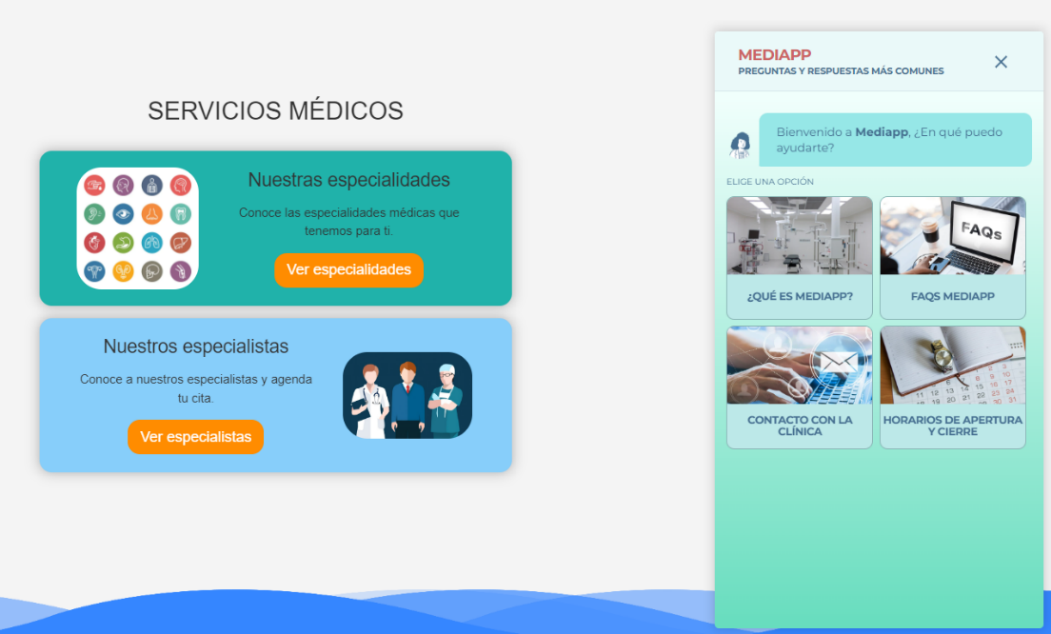 SERVICIOS MÉDICOS
Nuestras especialidades
Conoce las especialidades médicas que
tenemos para ti.
Ver especialidades
Nuestros especialistas
Conoce a nuestros especialistas y agenda
tu cita.
Ver especialistas
MEDIAPP
PREGUNTAS Y RESPUESTAS MÁS COMUNES
Bienvenido a Mediapp, ¿En qué puedo
ayudarte?
ELIGE UNA OPCIÓN
FAQs
¿QUÉ ES MEDIAPP?
FAQS MEDIAPP
CONTACTO CON LA
CLÍNICA
HORARIOS DE APERTURA
Y CIERRE